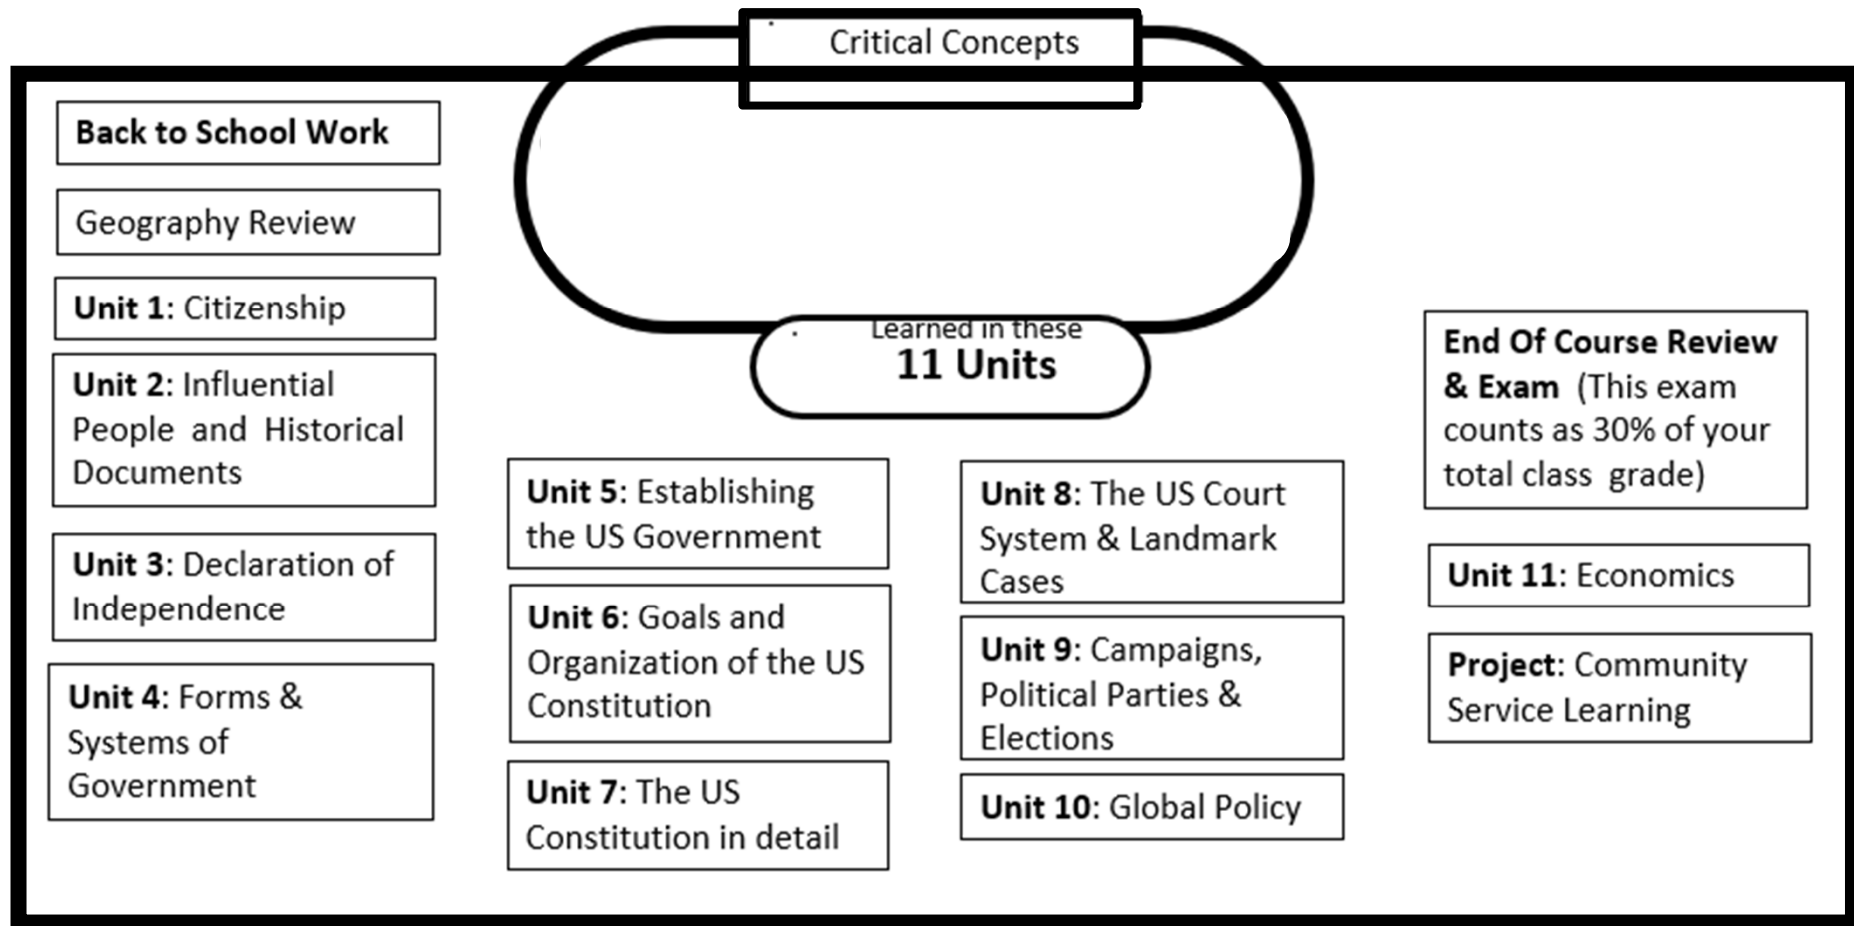 Critical Concepts
Back to School Work
Geography Review
Unit 1: Citizenship
Unit 2: Influential
People and Historical
Documents
Unit 3: Declaration of
Independence
Unit 4: Forms &
Systems of
Government
Learned in these
11 Units
Unit 5: Establishing
the US Government
Unit 6: Goals and
Organization of the US
Constitution
Unit 7: The US
Constitution in detail
Unit 8: The US Court
System & Landmark
Cases
Unit 9: Campaigns,
Political Parties &
Elections
Unit 10: Global Policy
End Of Course Review
& Exam (This exam
counts as 30% of your
total class grade)
Unit 11: Economics
Project: Community
Service Learning